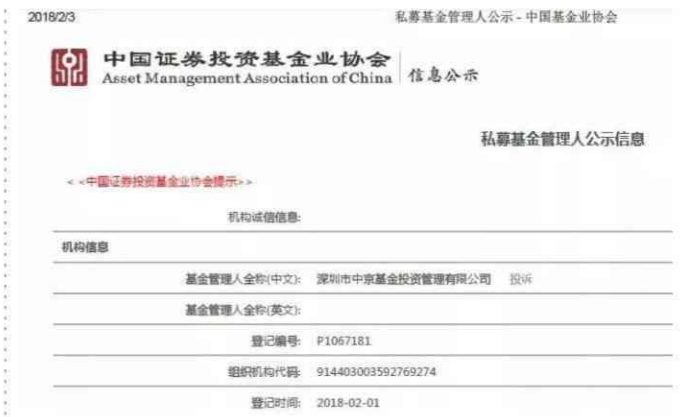 2018/2/3 私募基金管理人公示 - 中国基金业协会
中国证券投资基金业协会
Asset Management Association of China
信息公示
私募基金管理人公示信息
< <中国证券投资基金业协会提示> >
机构诚信信息:
机构信息
基金管理人全称(中文): 深圳市中京基金投资管理有限公司 投诉
基金管理人全称(英文):
登记编号: P1067181
组织机构代码: 914403003592769274
登记时间: 2018-02-01